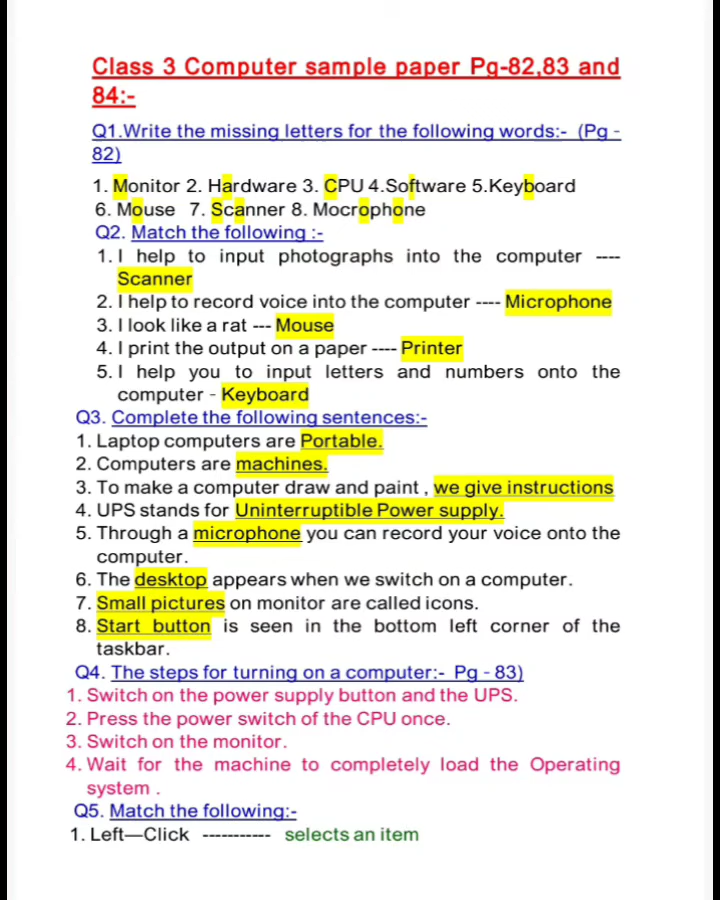 Class 3 Computer sample paper Pg-82,83 and
84:-
Q1.Write the missing letters for the following words:- (Pg -
82)
1. Monitor 2. Hardware 3. CPU 4.Software 5.Keyboard
6. Mouse 7. Scanner 8. Mocrophone
Q2. Match the following :-
1. I help to input photographs into the computer ----
Scanner
2. I help to record voice into the computer ---- Microphone
3. I look like a rat --- Mouse
4. I print the output on a paper ---- Printer
5. I help you to input letters and numbers onto the
computer - Keyboard
Q3. Complete the following sentences:-
1. Laptop computers are Portable.
2. Computers are machines.
3. To make a computer draw and paint , we give instructions
4. UPS stands for Uninterruptible Power supply.
5. Through a microphone you can record your voice onto the
computer.
6. The desktop appears when we switch on a computer.
7. Small pictures on monitor are called icons.
8. Start button is seen in the bottom left corner of the
taskbar.
Q4. The steps for turning on a computer:- Pg - 83)
1. Switch on the power supply button and the UPS.
2. Press the power switch of the CPU once.
3. Switch on the monitor.
4. Wait for the machine to completely load the Operating
system .
Q5. Match the following:-
1. Left—Click ----------- selects an item